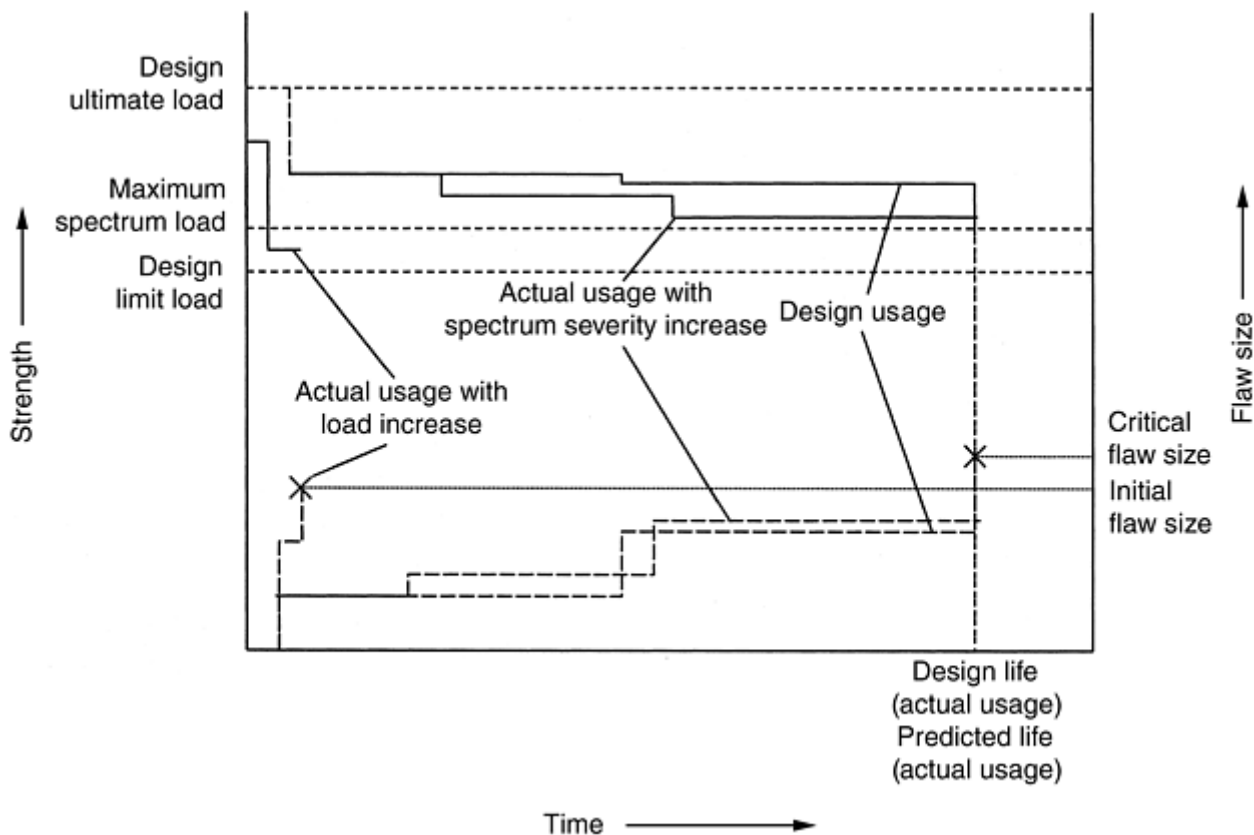 Design
ultimate load
Maximum
spectrum load
Design
limit load
Strength
Actual usage with
spectrum severity increase
Design usage
Actual usage with
load increase
Flaw size
Critical
flaw size
Initial
flaw size
Design life
(actual usage)
Predicted life
(actual usage)
Time